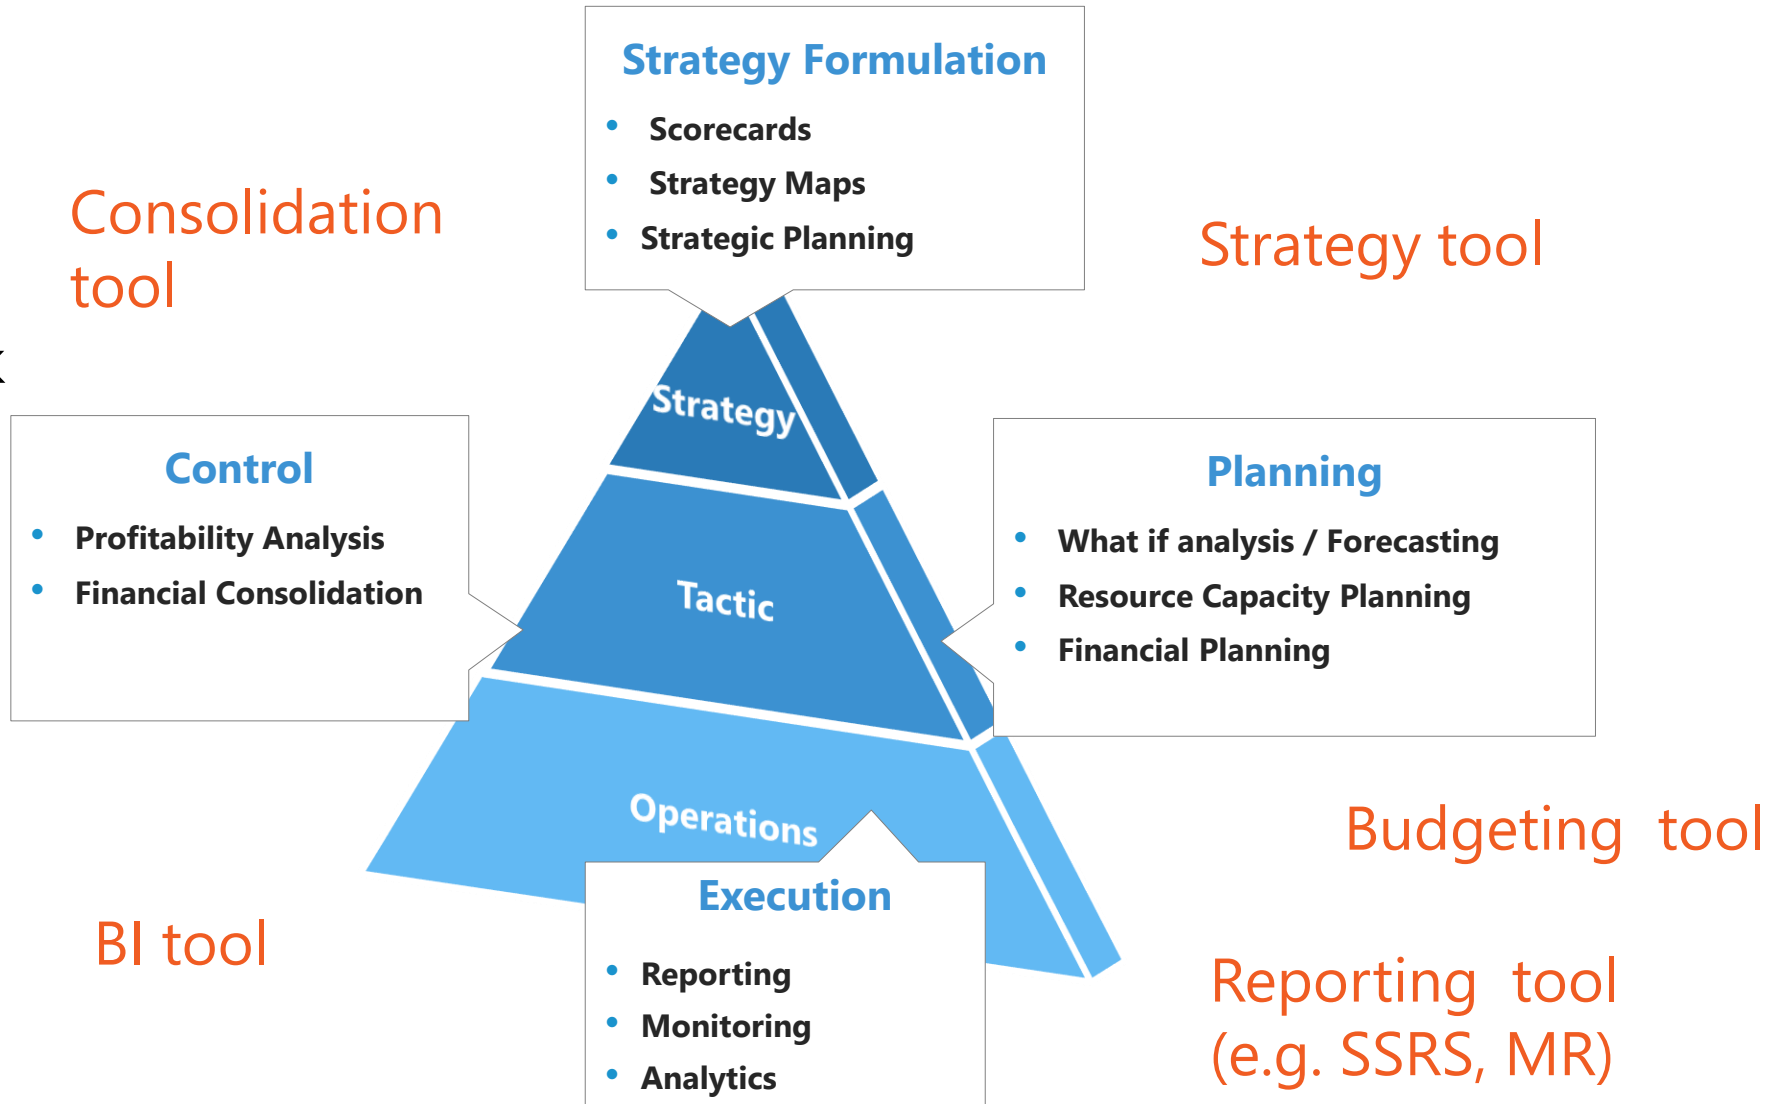 Strategy Formulation
• Scorecards
• Strategy Maps
• Strategic Planning
Consolidation
tool
Strategy tool
Strategy
Control
• Profitability Analysis
• Financial Consolidation
Planning
• What if analysis / Forecasting
• Resource Capacity Planning
• Financial Planning
Tactic
Operations
Budgeting tool
Execution
• Reporting
• Monitoring
• Analytics
BI tool
Reporting tool
(e.g. SSRS, MR)